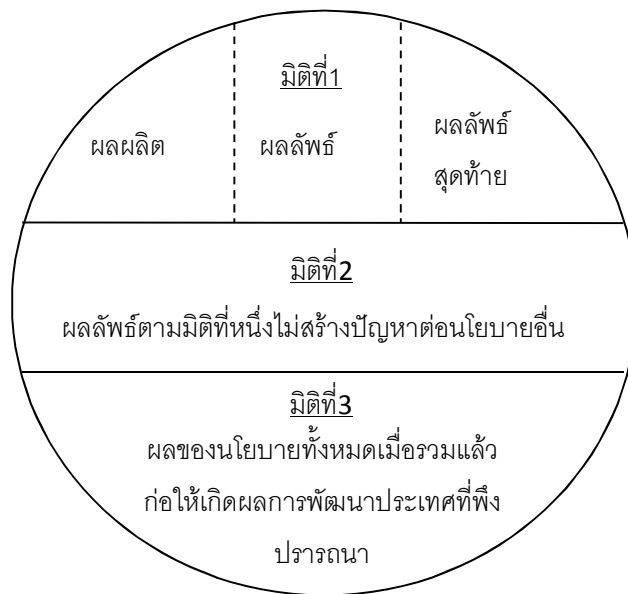 มิติที่1
ผลผลิต
ผลลัพธ์
ผลลัพธ์
สุดท้าย
มิติที่2
ผลลัพธ์ตามมิติที่หนึ่งไม่สร้างปัญหาต่อนโยบายอื่น
มิติที่3
ผลของนโยบายทั้งหมดเมื่อรวมแล้ว
ก่อให้เกิดผลการพัฒนาประเทศที่พึง
ปรารถนา